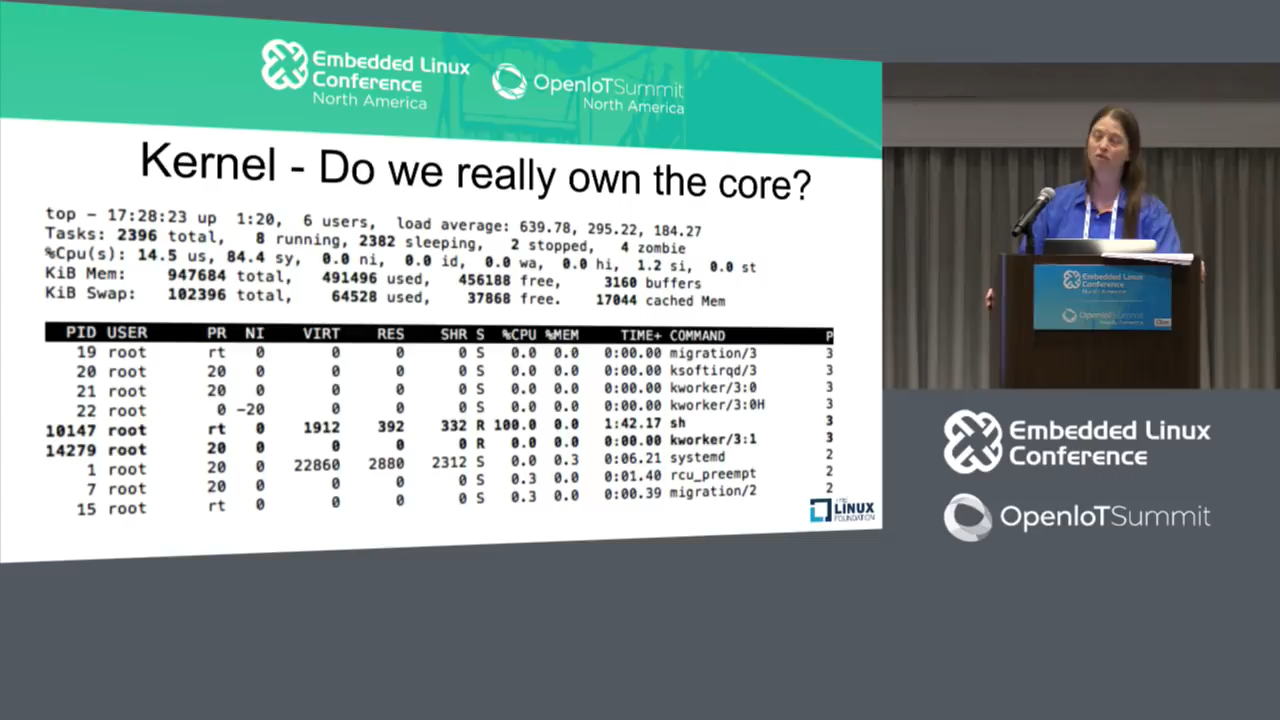 Embedded Linux
Conference
North America
OpenIoTSummit
North America
Kernel - Do we really own the core?
top - 17:28:23 up 1:20, 6 users, load average: 639.78, 295.22, 184.27
Tasks: 2396 total, 8 running, 2382 sleeping, 2 stopped, 4 zombie
%Cpu(s): 14.5 us, 84.4 sy, 0.0 ni, 0.0 id, 0.0 wa, 0.0 hi, 1.2 si, 0.0 st
KiB Mem: 947684 total, 491496 used, 456188 free, 3160 buffers
KiB Swap: 102396 total, 64528 used, 37868 free. 17044 cached Mem
PID USER PR NI VIRT RES SHR S %CPU %MEM TIME+ COMMAND P
19 root rt 0 0 0 0 S 0.0 0.0 0:00.00 migration/3 3
20 root 20 0 0 0 0 S 0.0 0.0 0:00.00 ksoftirqd/3 3
21 root 20 0 0 0 0 S 0.0 0.0 0:00.00 kworker/3:0 3
22 root 0 -20 0 0 0 S 0.0 0.0 0:00.00 kworker/3:0H 3
10147 root rt 0 1912 392 332 R 100.0 0.0 1:42.17 sh 3
14279 root 20 0 0 0 0 R 0.0 0.0 0:00.00 kworker/3:1 3
1 root 20 0 22860 2880 2312 S 0.0 0.3 0:06.21 systemd 2
7 root 20 0 0 0 0 S 0.3 0.0 0:01.40 rcu_preempt 2
15 root rt 0 0 0 0 S 0.3 0.0 0:00.39 migration/2 2
THE
LINUX
FOUNDATION
Embedded Linux
Conference
North America
OpenIoTSummit
North America
Embedded Linux
Conference
OpenIoTSummit